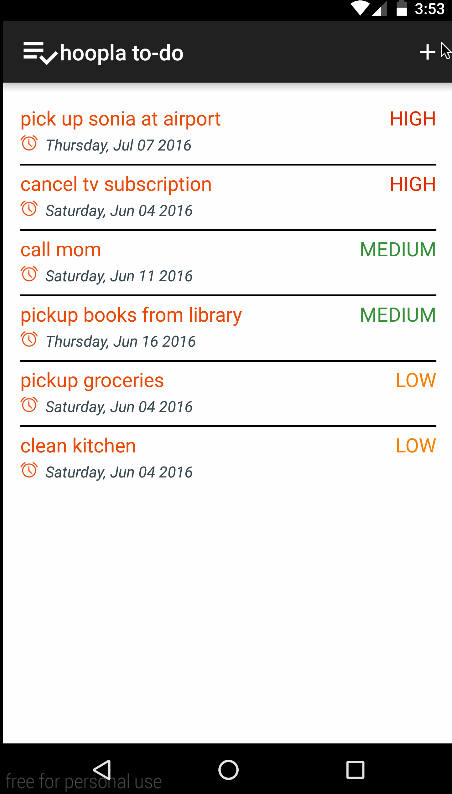 3:53
hoopla to-do
pick up sonia at airport HIGH
Thursday, Jul 07 2016
cancel tv subscription HIGH
Saturday, Jun 04 2016
call mom MEDIUM
Saturday, Jun 11 2016
pickup books from library MEDIUM
Thursday, Jun 16 2016
pickup groceries LOW
Saturday, Jun 04 2016
clean kitchen LOW
Saturday, Jun 04 2016
free for personal use